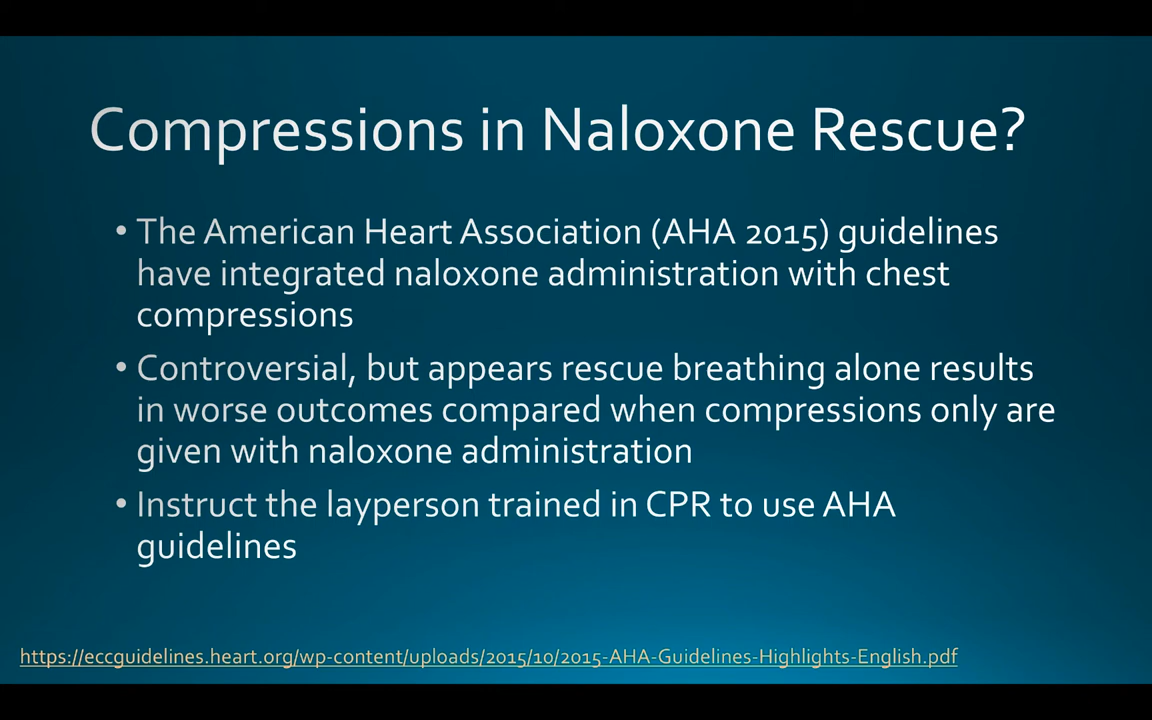 Compressions in Naloxone Rescue?
• The American Heart Association (AHA 2015) guidelines
have integrated naloxone administration with chest
compressions
• Controversial, but appears rescue breathing alone results
in worse outcomes compared when compressions only are
given with naloxone administration
• Instruct the layperson trained in CPR to use AHA
guidelines
https://eccguidelines.heart.org/wp-content/uploads/2015/10/2015-AHA-Guidelines-Highlights-English.pdf